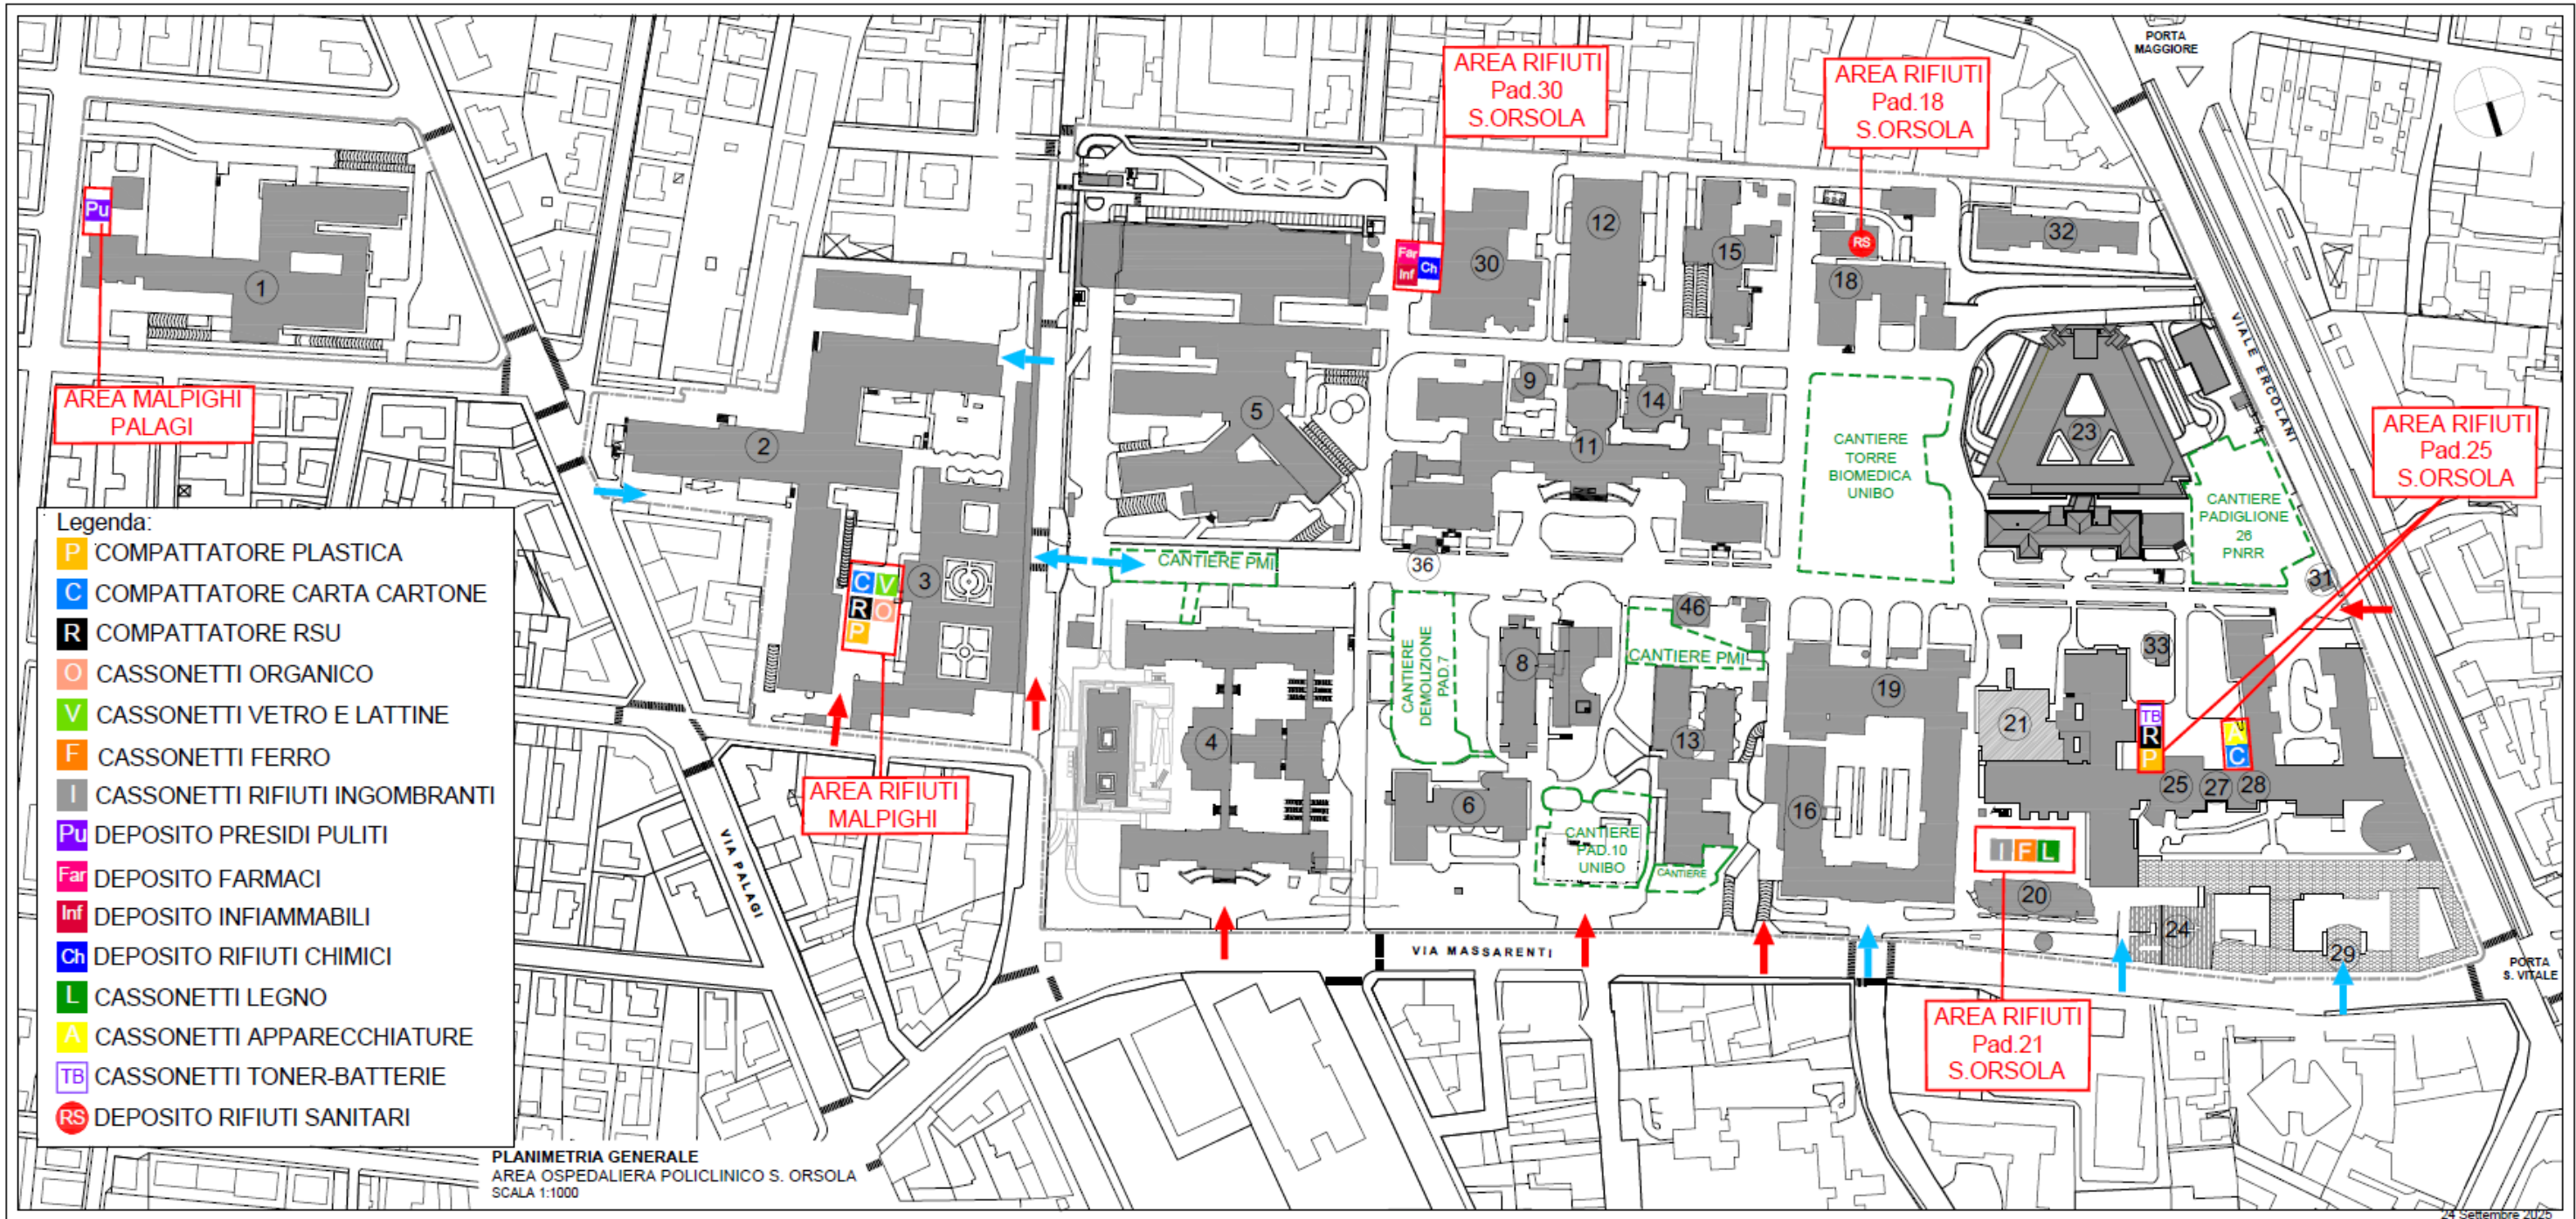 PORTA
MAGGIORE
AREA RIFIUTI
Pad.30
S.ORSOLA
AREA RIFIUTI
Pad.18
S.ORSOLA
Pu
1
AREA MALPIGHI
PALAGI
2
3
C V
R O
P
AREA RIFIUTI
MALPIGHI
VIA PALAGI
5
Far
Inf
Ch
30
12
15
RS
18
32
9
14
11
36
23
VIALE ERCOLANI
CANTIERE
TORRE
BIOMEDICA
UNIBO
CANTIERE
PADIGLIONE
26
PNRR
AREA RIFIUTI
Pad.25
S.ORSOLA
31
CANTIERE PMI
4
CANTIERE
DEMOLIZIONE
PAD.7
8
46
CANTIERE PMI
13
6
CANTIERE
PAD.10
UNIBO
CANTIERE
19
16
21
33
TB
R
P
A
C
25
27
28
I F L
20
24
29
VIA MASSARENTI
PORTA
S. VITALE
AREA RIFIUTI
Pad.21
S.ORSOLA
Legenda:
P COMPATTATORE PLASTICA
C COMPATTATORE CARTA CARTONE
R COMPATTATORE RSU
O CASSONETTI ORGANICO
V CASSONETTI VETRO E LATTINE
F CASSONETTI FERRO
I CASSONETTI RIFIUTI INGOMBRANTI
Pu DEPOSITO PRESIDI PULITI
Far DEPOSITO FARMACI
Inf DEPOSITO INFIAMMABILI
Ch DEPOSITO RIFIUTI CHIMICI
L CASSONETTI LEGNO
A CASSONETTI APPARECCHIATURE
TB CASSONETTI TONER-BATTERIE
RS DEPOSITO RIFIUTI SANITARI
PLANIMETRIA GENERALE
AREA OSPEDALIERA POLICLINICO S. ORSOLA
SCALA 1:1000
24 Settembre 2025